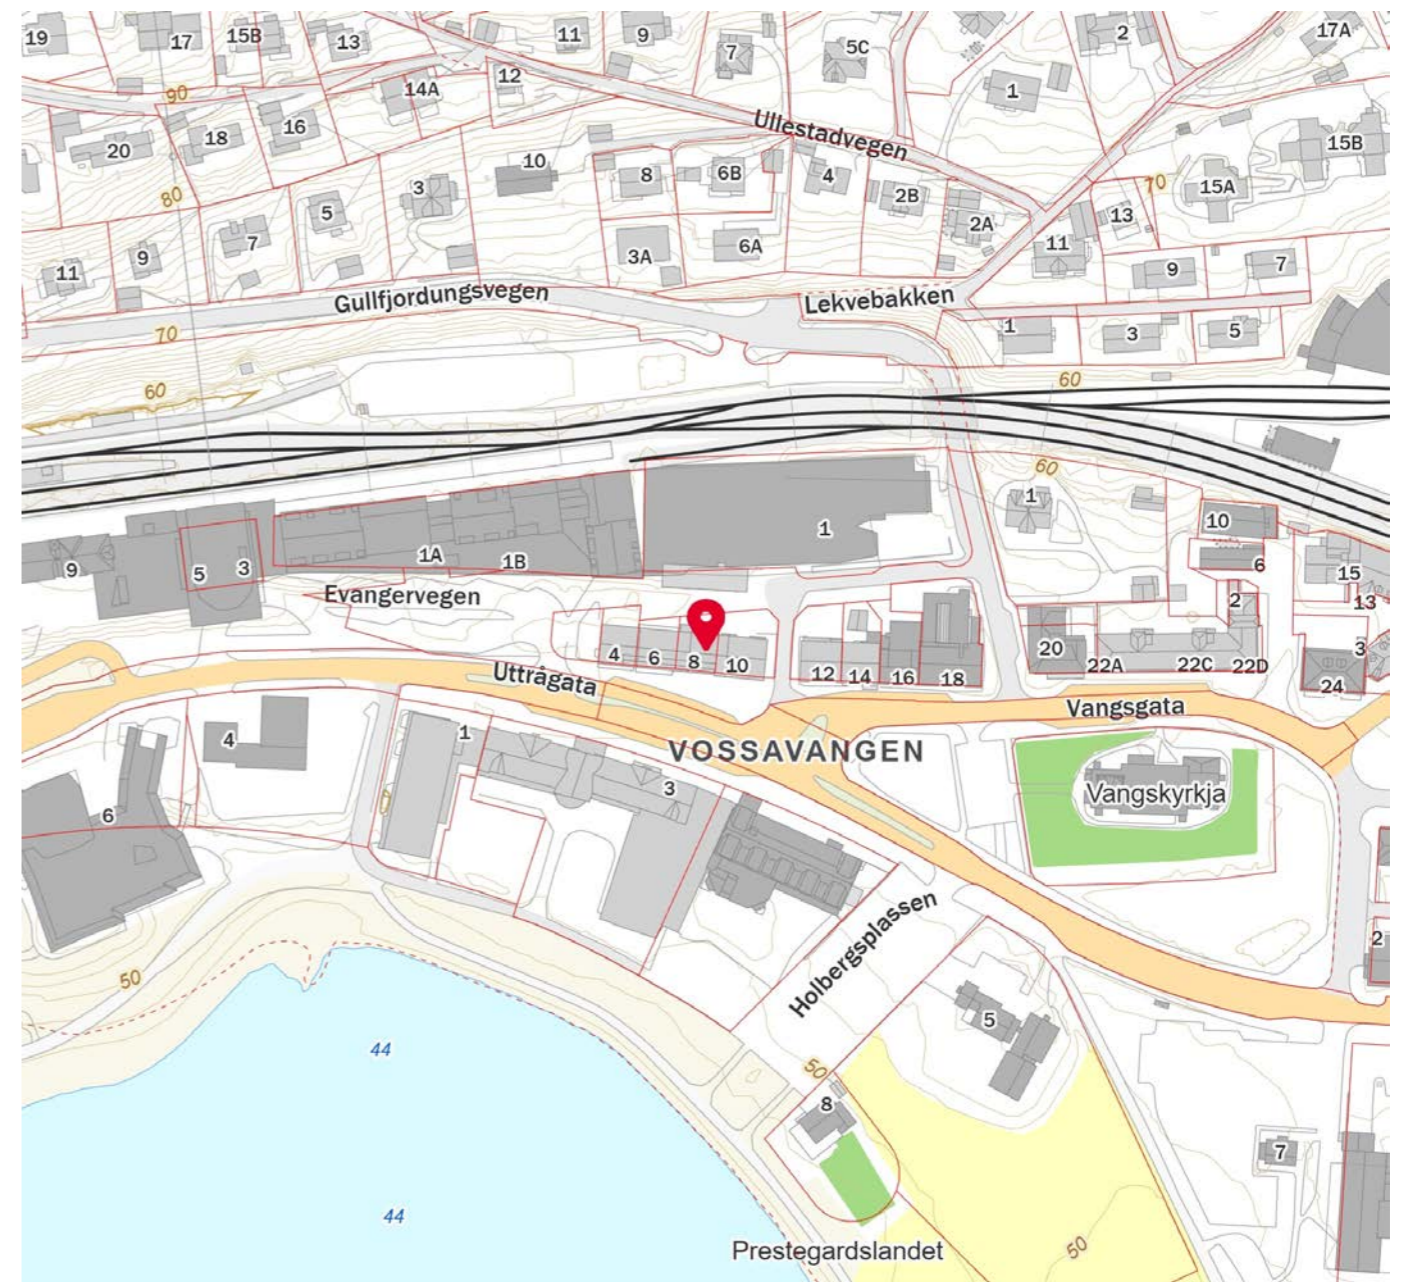 19
17
15B
13
11
9
7
5C
2
17A
90
14A
12
1
20
18
16
Ullestadvegen
15B
10
8
6B
4
2B
70
15A
80
3
5
2A
13
7
9
11
3A
6A
11
9
7
Gullfjordungsvegen
Lekvebakken
70
1
3
5
60
60
60
1
10
1
1A
1B
9
5
3
6
15
Evangervegen
2
13
4
6
8
10
20
3
12
14
16
18
22A
22C
22D
24
Uttrågata
Vangsgata
4
1
VOSSAVANGEN
3
Vangskyrkja
6
Holbergsplassen
2
50
5
44
50
8
7
44
Prestegardslandet
50